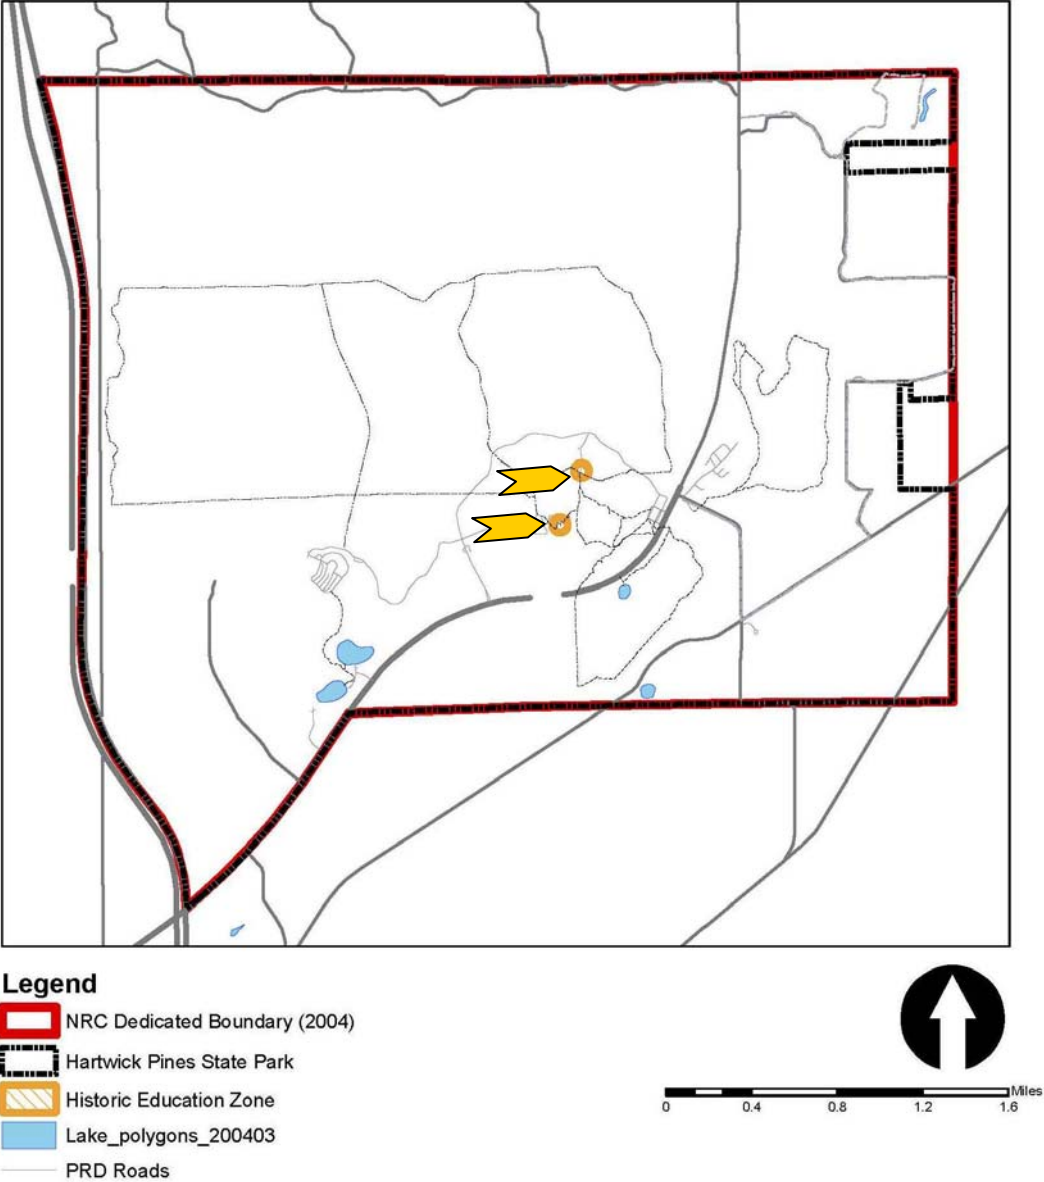 Legend
NRC Dedicated Boundary (2004)
Hartwick Pines State Park
Historic Education Zone
Lake_polygons_200403
PRD Roads
Miles
0 0.4 0.8 1.2 1.6